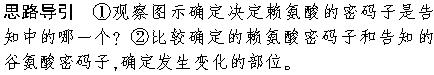 思路导引 ①观察图示确定决定赖氨酸的密码子是告
知中的哪一个? ②比较确定的赖氨酸密码子和告知的
谷氨酸密码子,确定发生变化的部位。